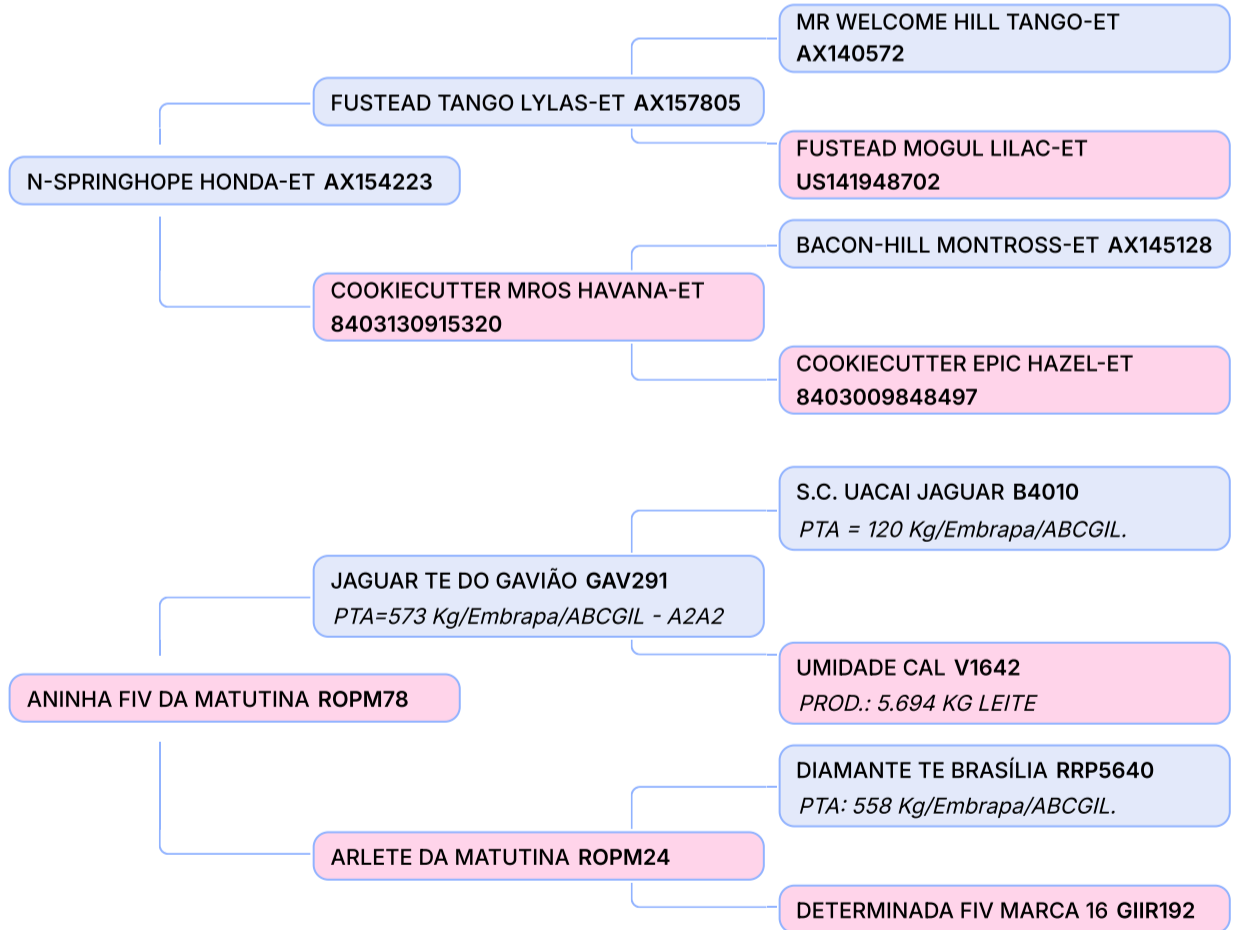 MR WELCOME HILL TANGO-ET
AX140572
FUSTEAD TANGO LYLAS-ET AX157805
FUSTEAD MOGUL LILAC-ET
US141948702
N-SPRINGHOPE HONDA-ET AX154223
BACON-HILL MONTROSS-ET AX145128
COOKIECUTTER MROS HAVANA-ET
8403130915320
COOKIECUTTER EPIC HAZEL-ET
8403009848497
S.C. UACAI JAGUAR B4010
PTA = 120 Kg/Embrapa/ABCGIL.
JAGUAR TE DO GAVIÃO GAV291
PTA=573 Kg/Embrapa/ABCGIL - A2A2
UMIDADE CAL V1642
PROD.: 5.694 KG LEITE
ANINHA FIV DA MATUTINA ROPM78
DIAMANTE TE BRASÍLIA RRP5640
PTA: 558 Kg/Embrapa/ABCGIL.
ARLETE DA MATUTINA ROPM24
DETERMINADA FIV MARCA 16 GIIR192